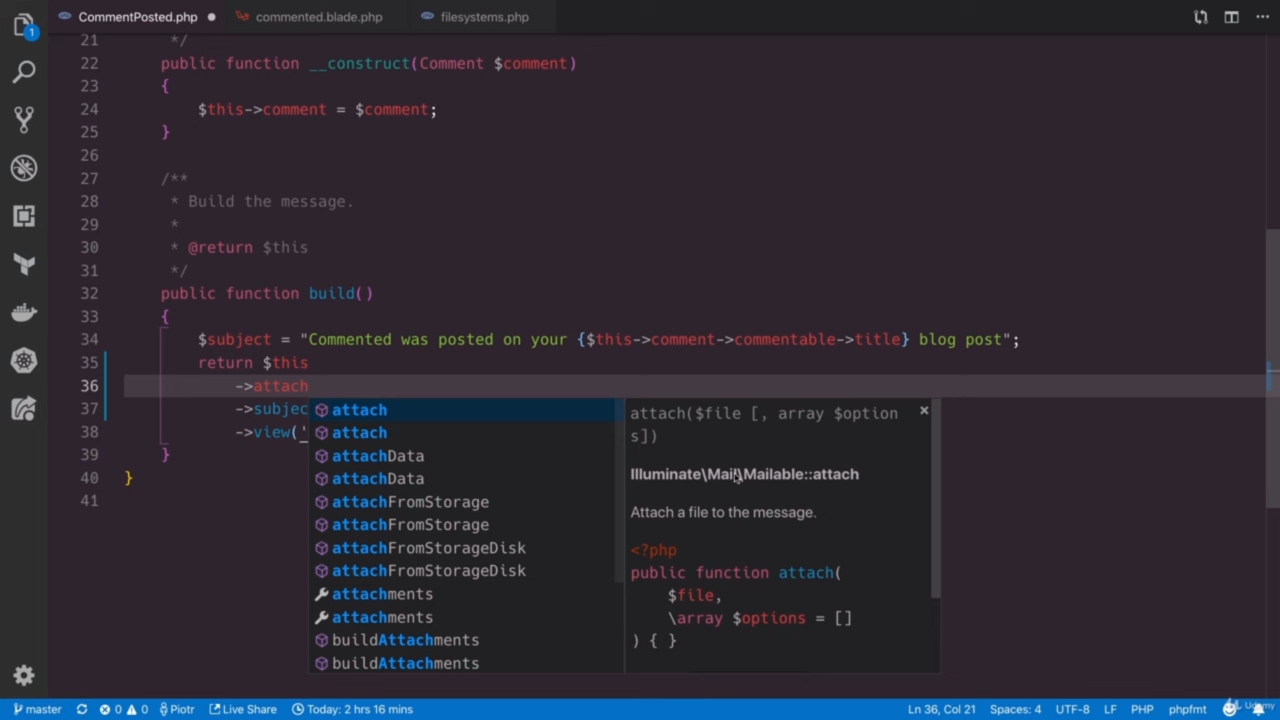 CommentPosted.php
commented.blade.php
filesystems.php
1
21 */
22 public function __construct(Comment $comment)
23 {
24 $this->comment = $comment;
25 }
26
27 /**
28 * Build the message.
29 *
30 * @return $this
31 */
32 public function build()
33 {
34 $subject = "Commented was posted on your {$this->comment->commentable->title} blog post";
35 return $this
36 ->attach
37 ->subjec
38 ->view('
39 }
40 }
41
attach
attach
attachData
attachData
attachFromStorage
attachFromStorage
attachFromStorageDisk
attachFromStorageDisk
attachments
attachments
buildAttachments
buildAttachments
attach($file [, array $option
s])
Illuminate\Mail\Mailable::attach
Attach a file to the message.
<?php
public function attach(
$file,
\array $options = []
) { }
master 0 0 Piotr Live Share Today: 2 hrs 16 mins Ln 36, Col 21 Spaces: 4 UTF-8 LF PHP phpfmt
Udemy